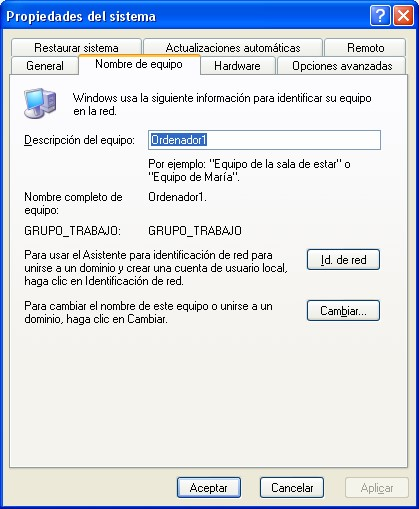 Propiedades del sistema
Restaurar sistema Actualizaciones automáticas Remoto
General Nombre de equipo Hardware Opciones avanzadas
Windows usa la siguiente información para identificar su equipo
en la red.
Descripción del equipo: Ordenador1
Por ejemplo: "Equipo de la sala de estar" o
"Equipo de María".
Nombre completo de Ordenador1.
equipo:
GRUPO_TRABAJO: GRUPO_TRABAJO
Para usar el Asistente para identificación de red para
unirse a un dominio y crear una cuenta de usuario local,
haga clic en Identificación de red.
Id. de red
Para cambiar el nombre de este equipo o unirse a un
dominio, haga clic en Cambiar.
Cambiar...
Aceptar Cancelar Aplicar